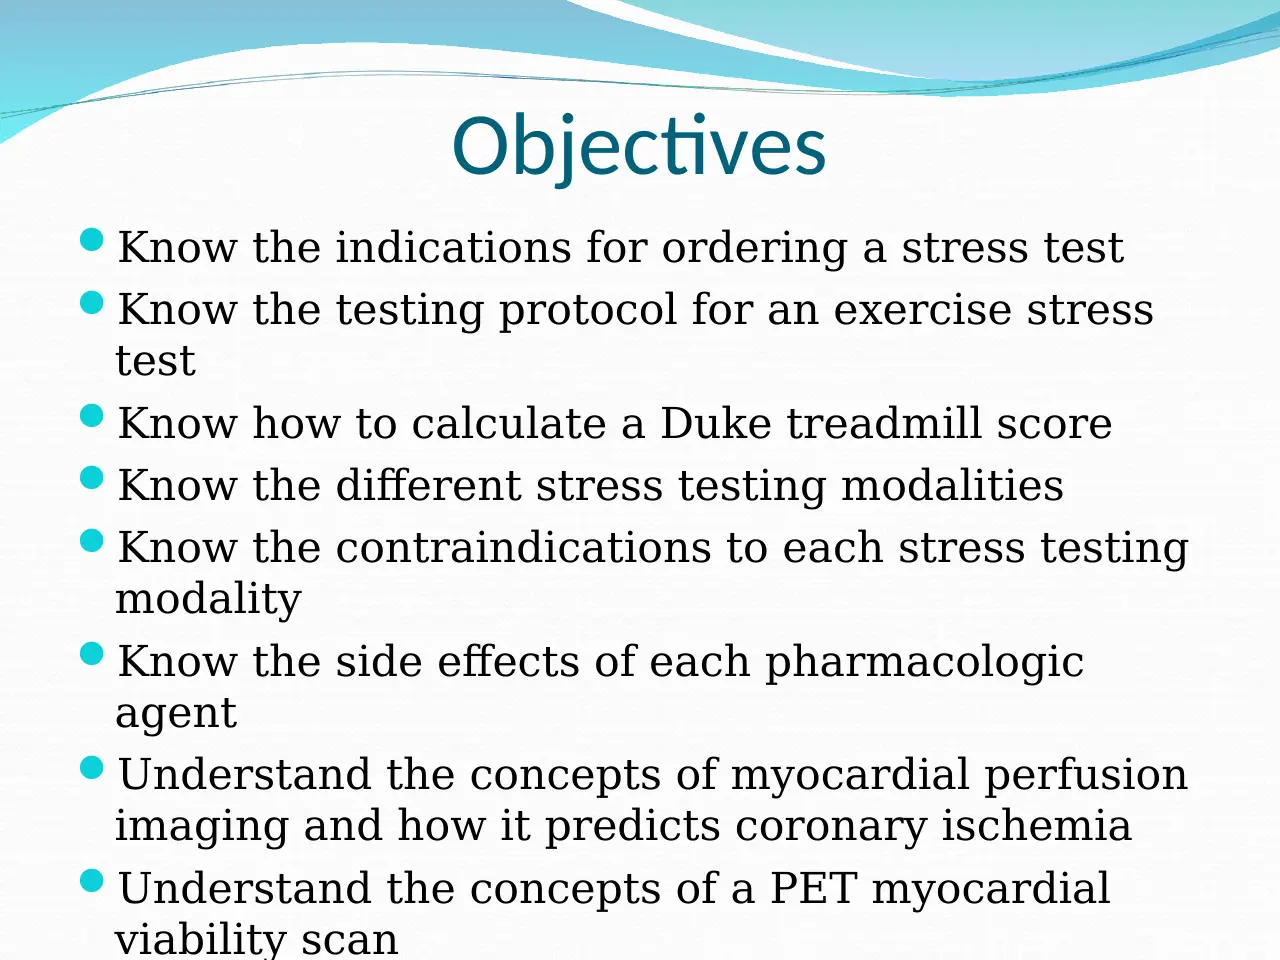 Objectives
Know the indications for ordering a stress test
Know the testing protocol for an exercise stress
test
Know how to calculate a Duke treadmill score
Know the different stress testing modalities
Know the contraindications to each stress testing
modality
Know the side effects of each pharmacologic
agent
Understand the concepts of myocardial perfusion
imaging and how it predicts coronary ischemia
Understand the concepts of a PET myocardial
viability scan